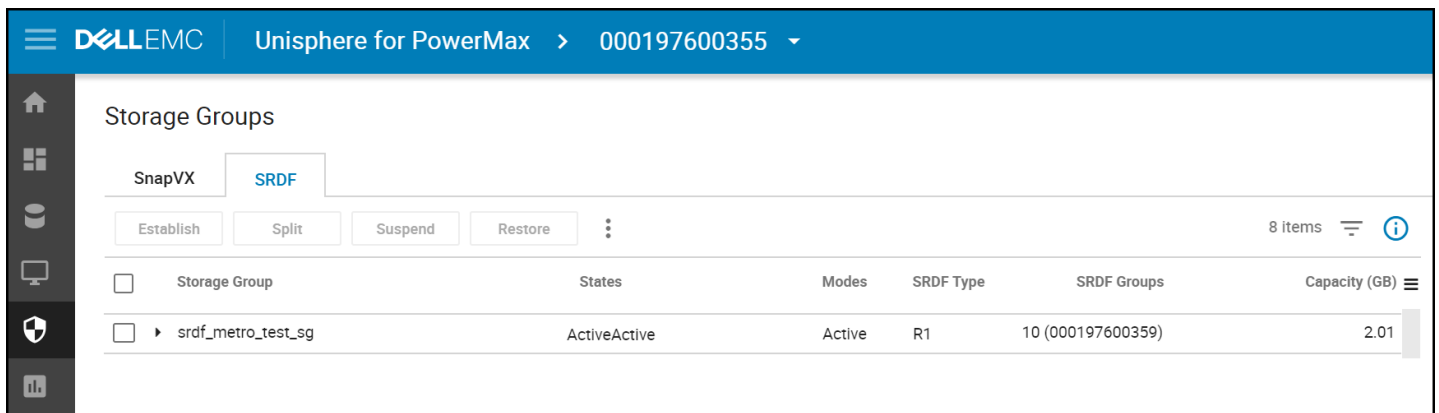 DELLEMC Unisphere for PowerMax > 000197600355
Storage Groups
SnapVX SRDF
Establish Split Suspend Restore 8 items
Storage Group States Modes SRDF Type SRDF Groups Capacity (GB)
srdf_metro_test_sg ActiveActive Active R1 10 (000197600359) 2.01